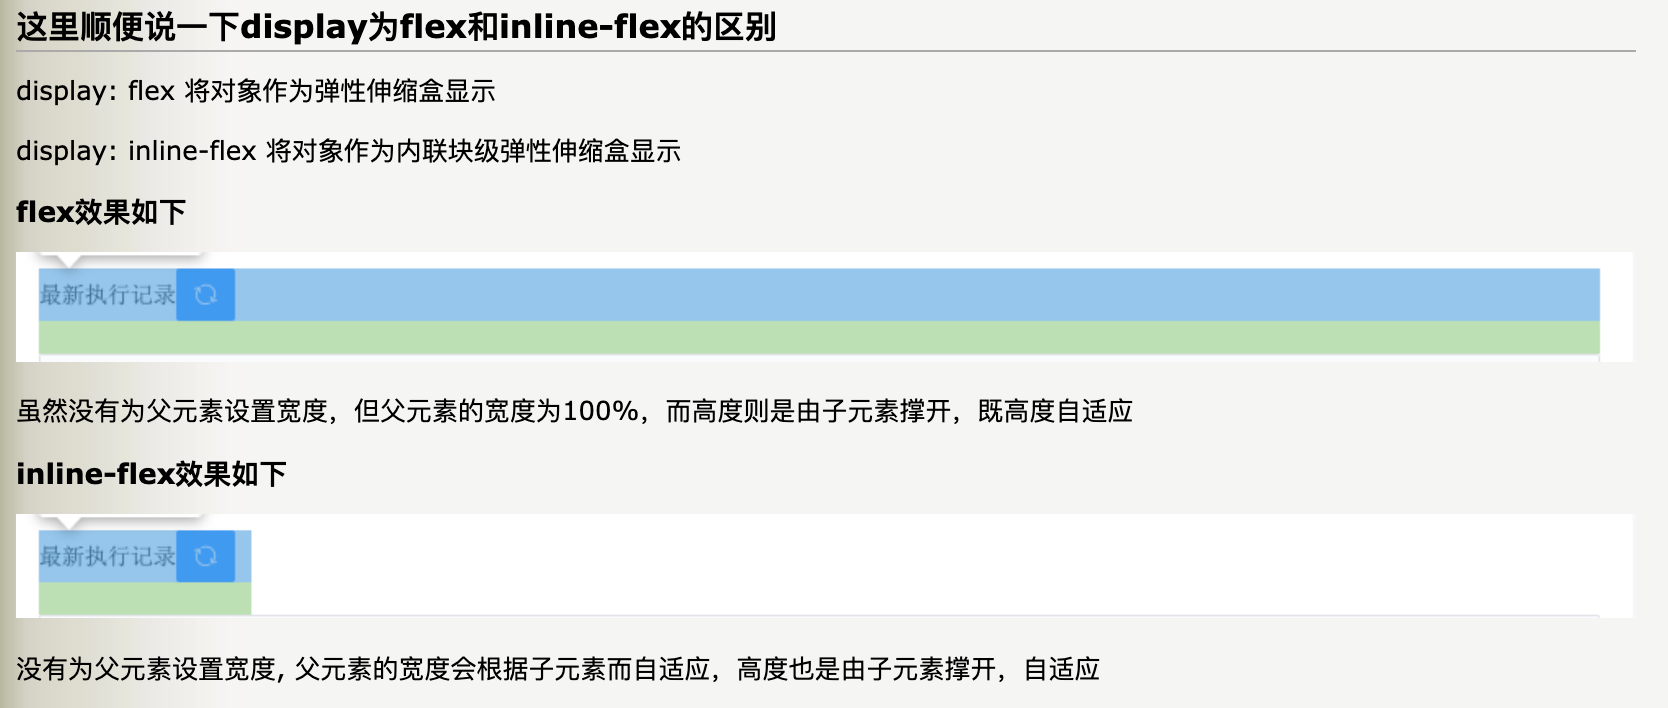 这里顺便说一下display为flex和inline-flex的区别
display: flex 将对象作为弹性伸缩盒显示
display: inline-flex 将对象作为内联块级弹性伸缩盒显示
flex效果如下
最新执行记录
虽然没有为父元素设置宽度，但父元素的宽度为100%，而高度则是由子元素撑开，既高度自适应
inline-flex效果如下
最新执行记录
没有为父元素设置宽度, 父元素的宽度会根据子元素而自适应，高度也是由子元素撑开，自适应